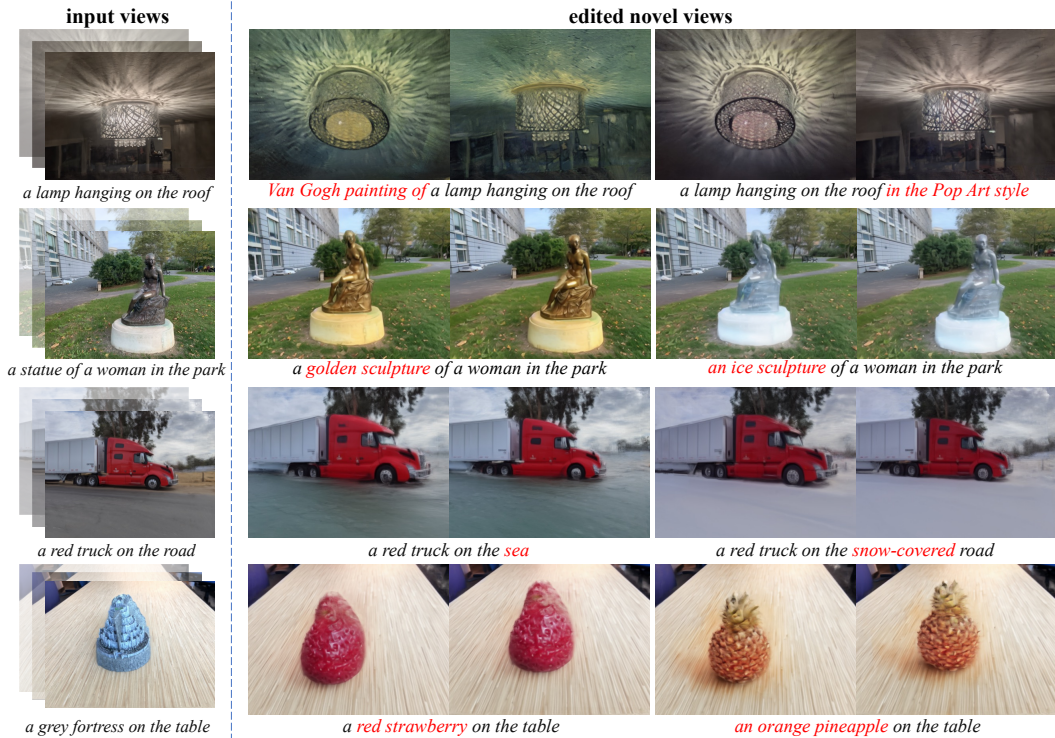 input views
edited novel views
a lamp hanging on the roof
Van Gogh painting of a lamp hanging on the roof
a lamp hanging on the roof in the Pop Art style
a statue of a woman in the park
a golden sculpture of a woman in the park
an ice sculpture of a woman in the park
a red truck on the road
a red truck on the sea
a red truck on the snow-covered road
a grey fortress on the table
a red strawberry on the table
an orange pineapple on the table